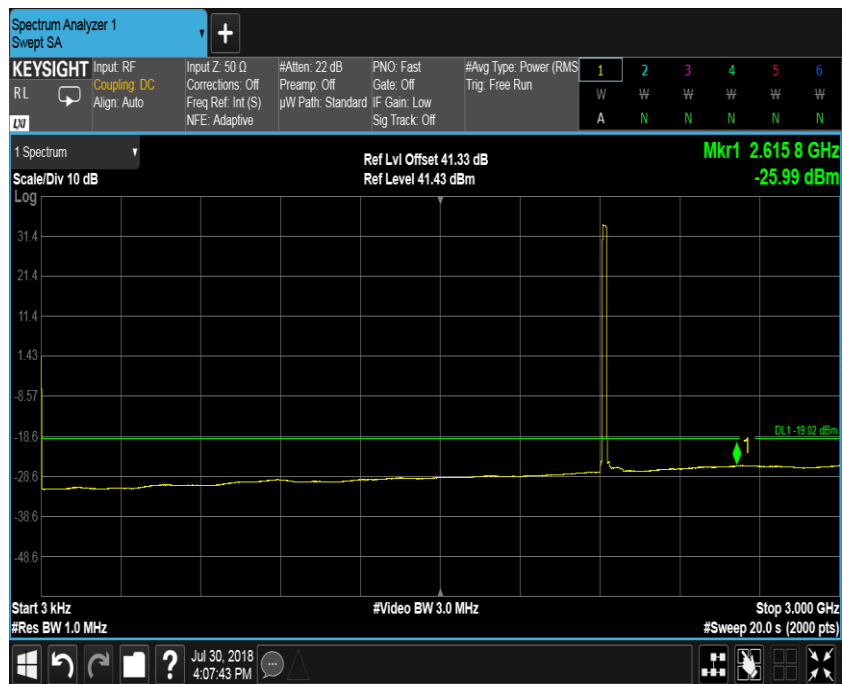 Spectrum Analyzer 1
Swept SA
+
KEYSIGHT
RL
LXI
Input: RF
Coupling: DC
Align: Auto
Input Z: 50 Ω
Corrections: Off
Freq Ref: Int (S)
NFE: Adaptive
#Atten: 22 dB
Preamp: Off
µW Path: Standard
PNO: Fast
Gate: Off
IF Gain: Low
Sig Track: Off
#Avg Type: Power (RMS
Trig: Free Run
1 2 3 4 5 6
W W W W W W
A N N N N N
1 Spectrum
Scale/Div 10 dB
Ref Lvl Offset 41.33 dB
Ref Level 41.43 dBm
Mkr1 2.615 8 GHz
-25.99 dBm
Log
31.4
21.4
11.4
1.43
-8.57
-18.6
-28.6
-38.6
-48.6
DL1 -19.02 dBm
1
Start 3 kHz
#Res BW 1.0 MHz
#Video BW 3.0 MHz
Stop 3.000 GHz
#Sweep 20.0 s (2000 pts)
?
Jul 30, 2018
4:07:43 PM